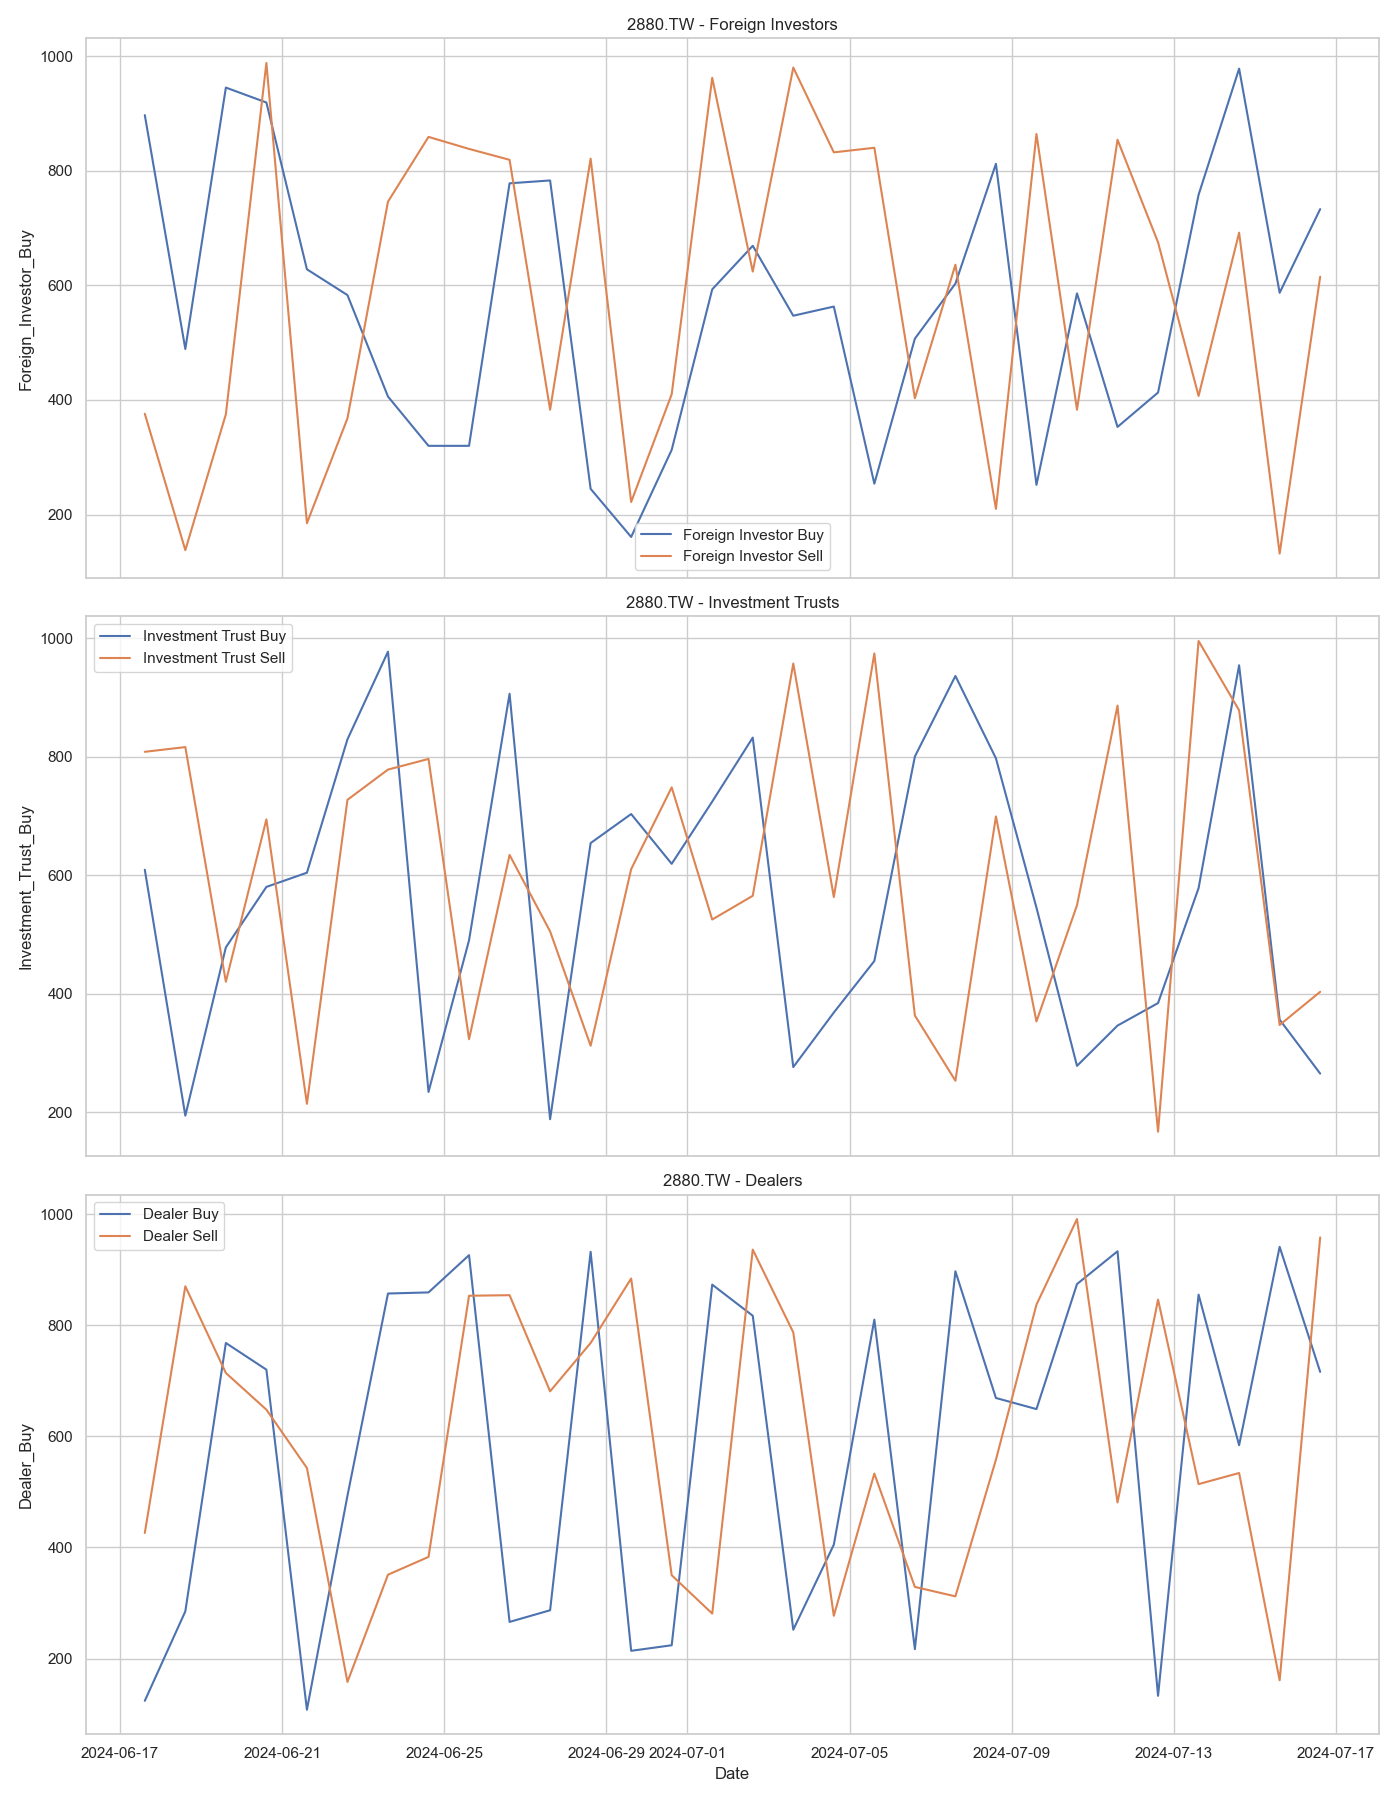 2880.TW - Foreign Investors
1000
800
600
400
200
Foreign_Investor_Buy
Foreign Investor Buy
Foreign Investor Sell
2880.TW - Investment Trusts
1000
800
600
400
200
Investment_Trust_Buy
Investment Trust Buy
Investment Trust Sell
2880.TW - Dealers
1000
800
600
400
200
Dealer_Buy
Dealer Buy
Dealer Sell
2024-06-17 2024-06-21 2024-06-25 2024-06-29 2024-07-01 2024-07-05 2024-07-09 2024-07-13 2024-07-17
Date